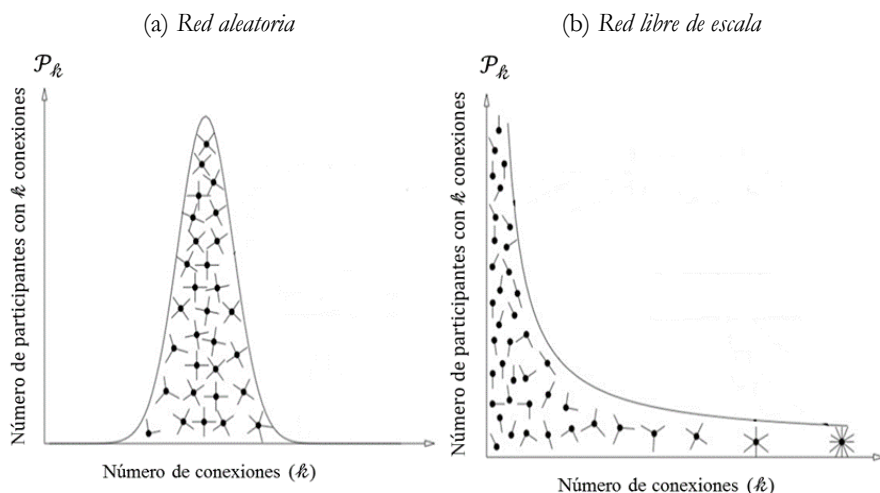 (a) Red aleatoria
𝒫𝓀
Número de participantes con 𝓀 conexiones
Número de conexiones (𝓀)
(b) Red libre de escala
𝒫𝓀
Número de participantes con 𝓀 conexiones
Número de conexiones (𝓀)